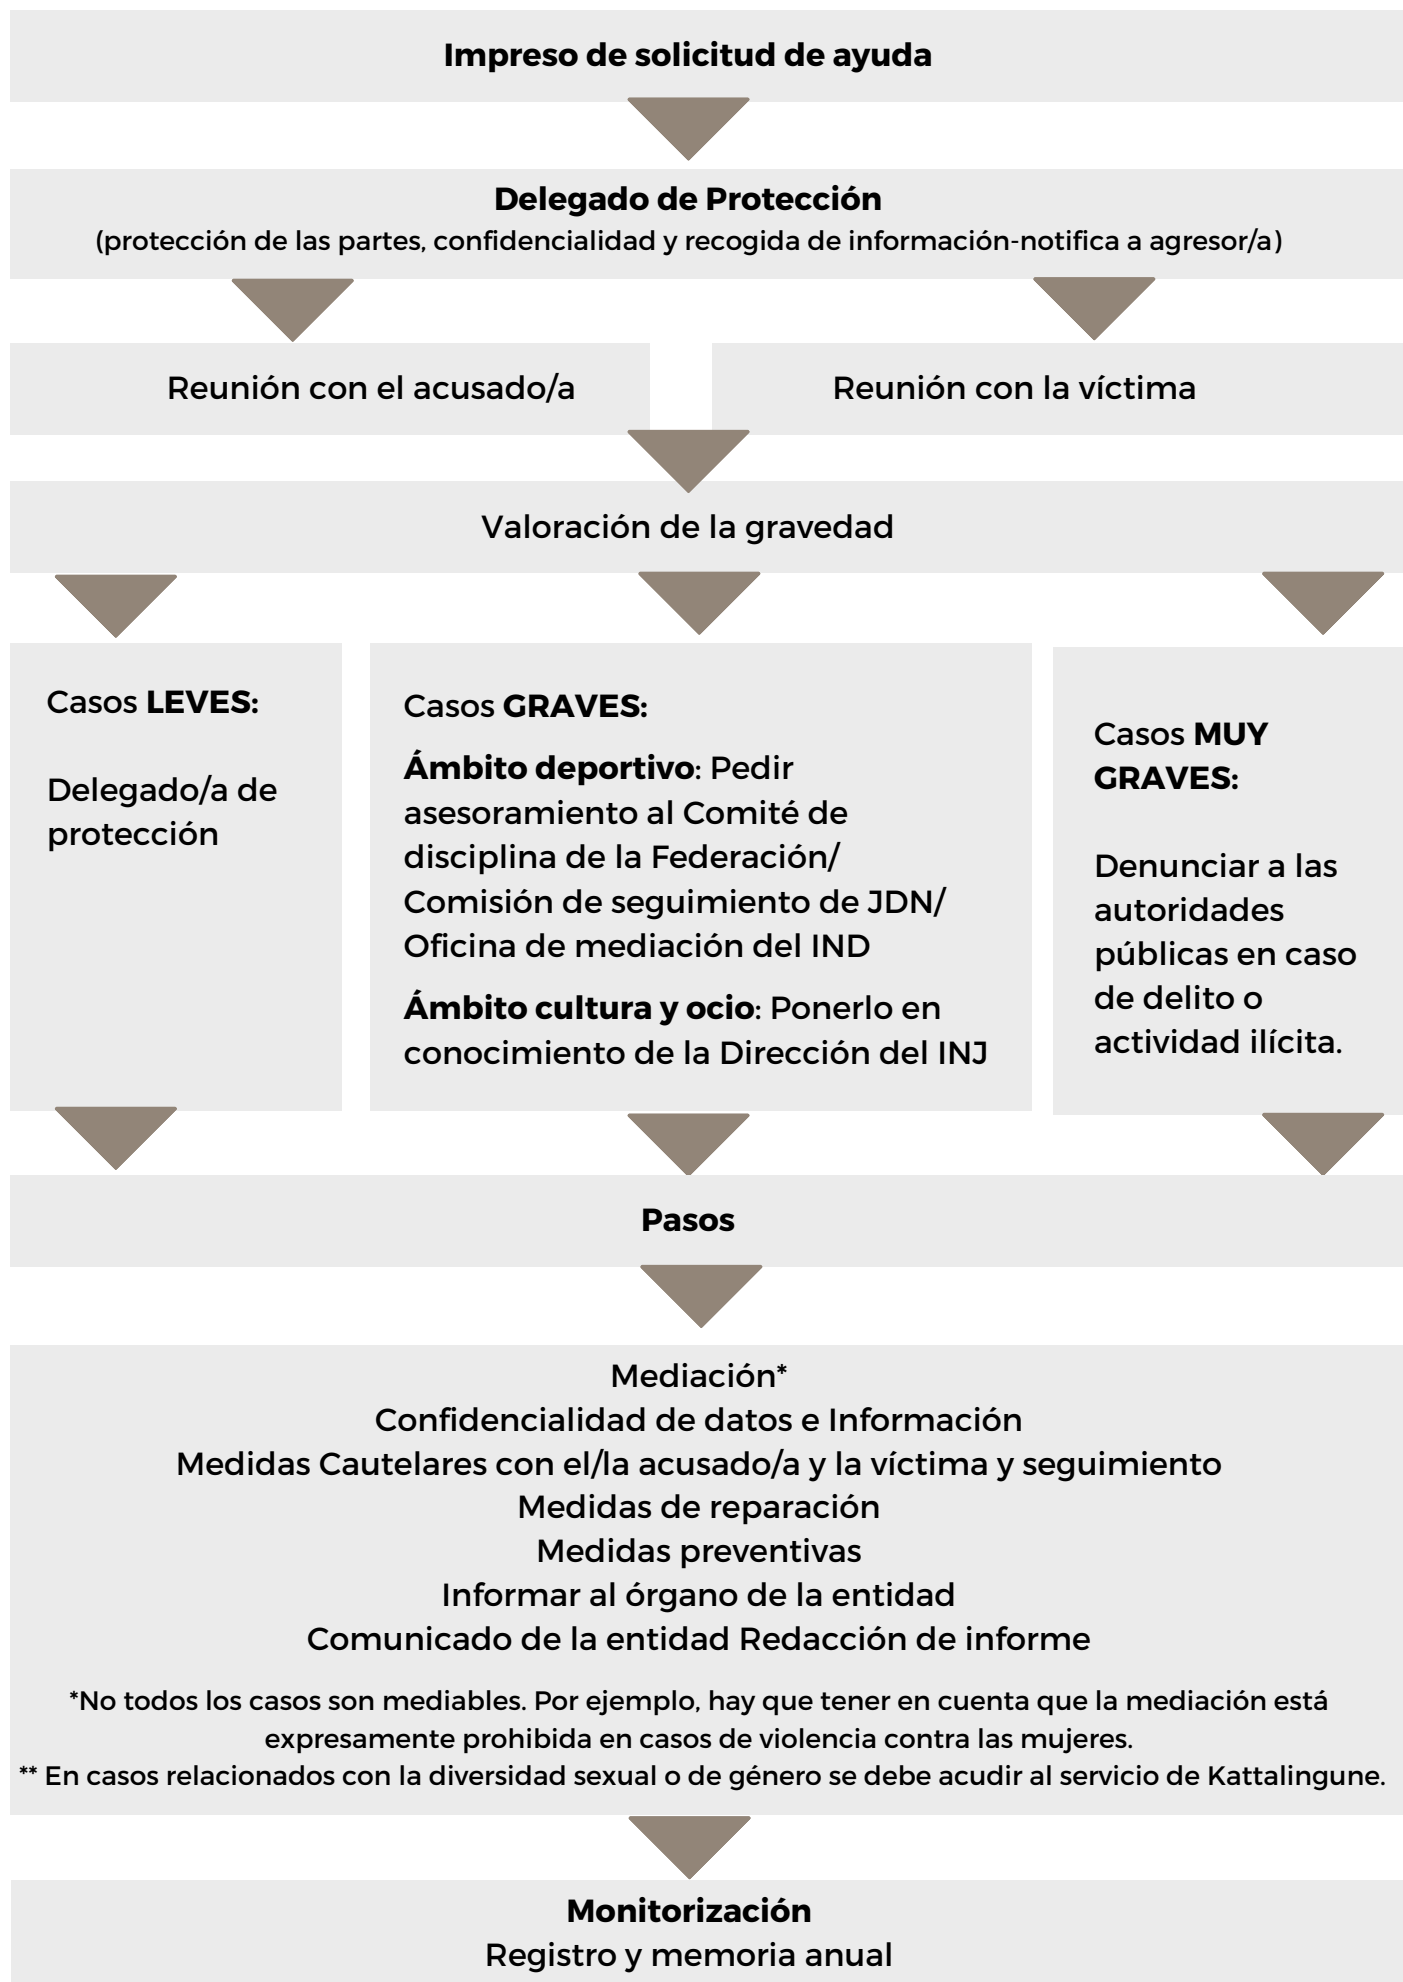 Impreso de solicitud de ayuda
Delegado de Protección
(protección de las partes, confidencialidad y recogida de información-notifica a agresor/a)
Reunión con el acusado/a
Reunión con la víctima
Valoración de la gravedad
Casos LEVES:
Delegado/a de
protección
Casos GRAVES:
Ámbito deportivo: Pedir
asesoramiento al Comité de
disciplina de la Federación/
Comisión de seguimiento de JDN/
Oficina de mediación del IND
Ámbito cultura y ocio: Ponerlo en
conocimiento de la Dirección del INJ
Casos MUY
GRAVES:
Denunciar a las
autoridades
públicas en caso
de delito o
actividad ilícita.
Pasos
Mediación*
Confidencialidad de datos e Información
Medidas Cautelares con el/la acusado/a y la víctima y seguimiento
Medidas de reparación
Medidas preventivas
Informar al órgano de la entidad
Comunicado de la entidad Redacción de informe
*No todos los casos son mediables. Por ejemplo, hay que tener en cuenta que la mediación está
expresamente prohibida en casos de violencia contra las mujeres.
** En casos relacionados con la diversidad sexual o de género se debe acudir al servicio de Kattalingune.
Monitorización
Registro y memoria anual